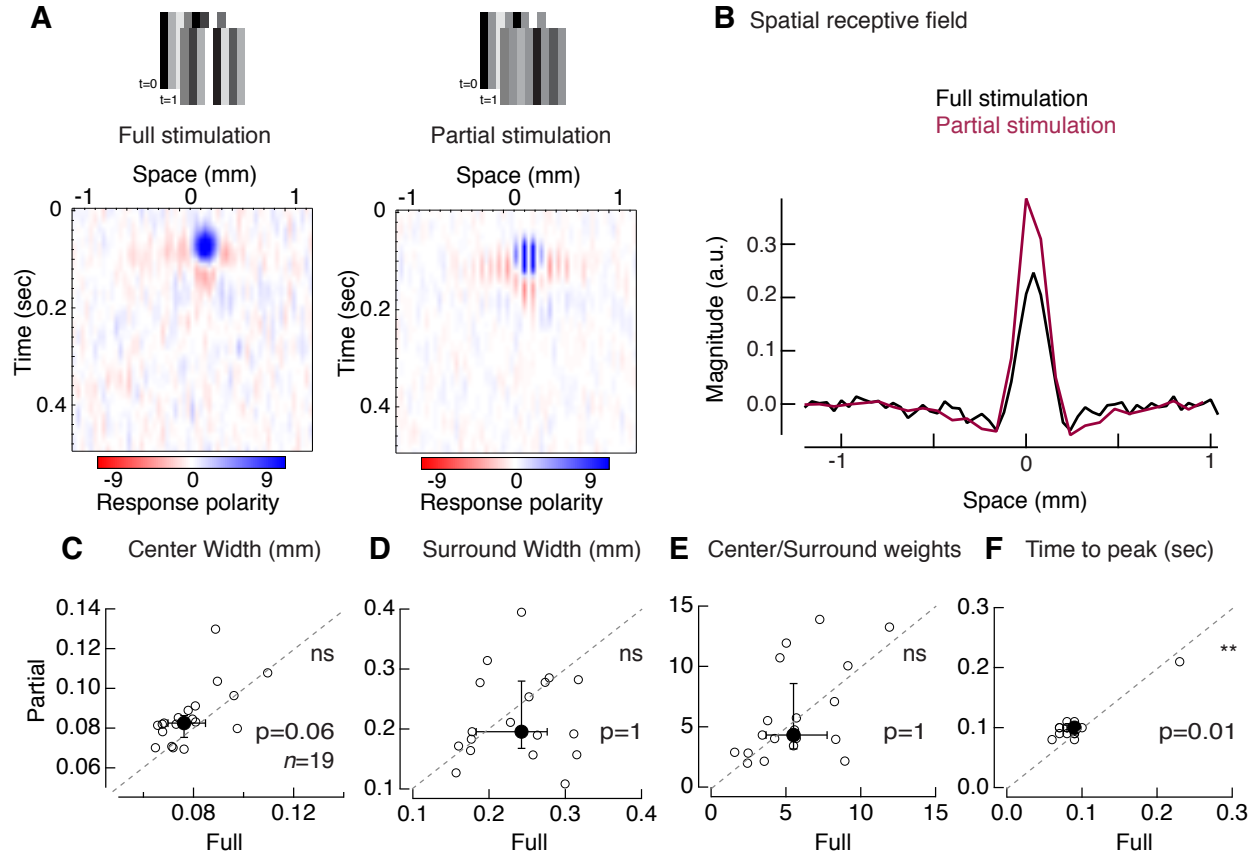 A
t=0
t=1
Full stimulation
Space (mm)
-1 0 1
0
0.2
0.4
Time (sec)
-9 0 9
Response polarity
t=0
t=1
Partial stimulation
Space (mm)
-1 0 1
0
0.2
0.4
Time (sec)
-9 0 9
Response polarity
B Spatial receptive field
Full stimulation
Partial stimulation
0.3
0.2
0.1
0.0
Magnitude (a.u.)
-1 0 1
Space (mm)
C Center Width (mm)
0.14
0.12
0.10
0.08
0.06
Partial
ns
p=0.06
n=19
0.08 0.12
Full
D Surround Width (mm)
0.4
0.3
0.2
0.1
ns
p=1
0.2 0.4
Full
E Center/Surround weights
15
10
5
0
ns
p=1
0 5 10 15
Full
F Time to peak (sec)
0.3
0.2
0.1
0.0
**
p=0.01
0.0 0.1 0.2 0.3
Full